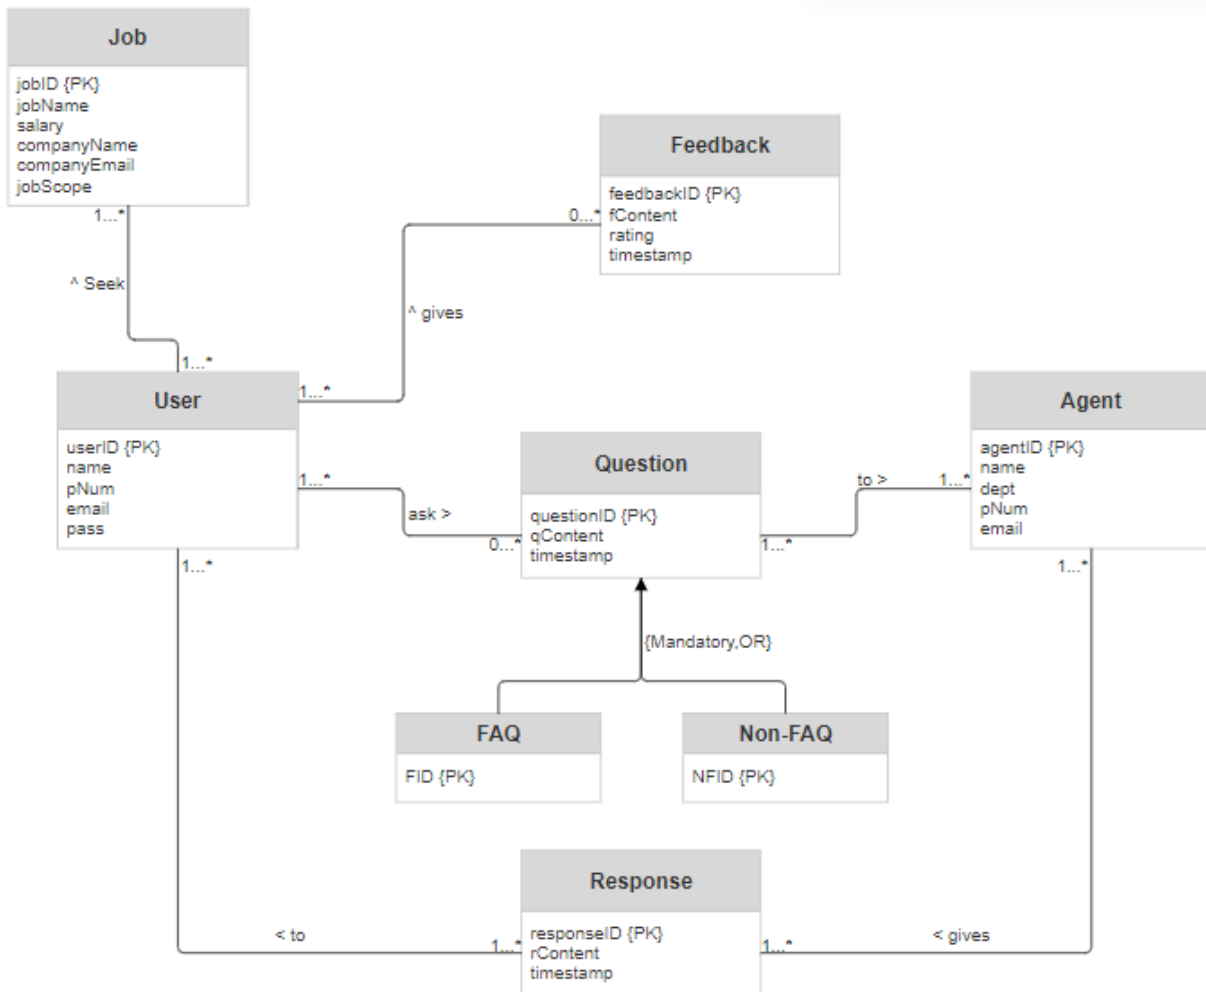 Job
jobID {PK}
jobName
salary
companyName
companyEmail
jobScope
1...*
^ Seek
1...*
Feedback
feedbackID {PK}
fContent
rating
timestamp
0...*
^ gives
1...*
User
userID {PK}
name
pNum
email
pass
1...*
ask >
0...*
Question
questionID {PK}
qContent
timestamp
1...*
to >
1...*
Agent
agentID {PK}
name
dept
pNum
email
1...*
1...*
{Mandatory,OR}
FAQ
FID {PK}
Non-FAQ
NFID {PK}
Response
responseID {PK}
rContent
timestamp
< to
1...*
1...*
< gives